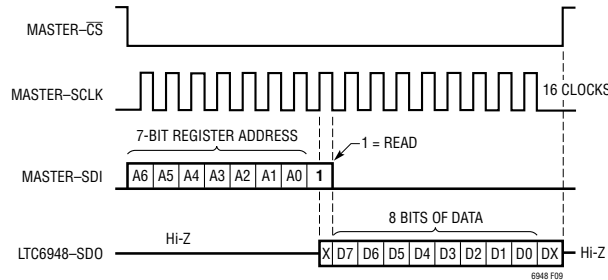 MASTER–CS
MASTER–SCLK
16 CLOCKS
7-BIT REGISTER ADDRESS
1 = READ
MASTER–SDI
A6 A5 A4 A3 A2 A1 A0 1
8 BITS OF DATA
Hi-Z
LTC6948–SDO
X D7 D6 D5 D4 D3 D2 D1 D0 DX
Hi-Z
6948 F09